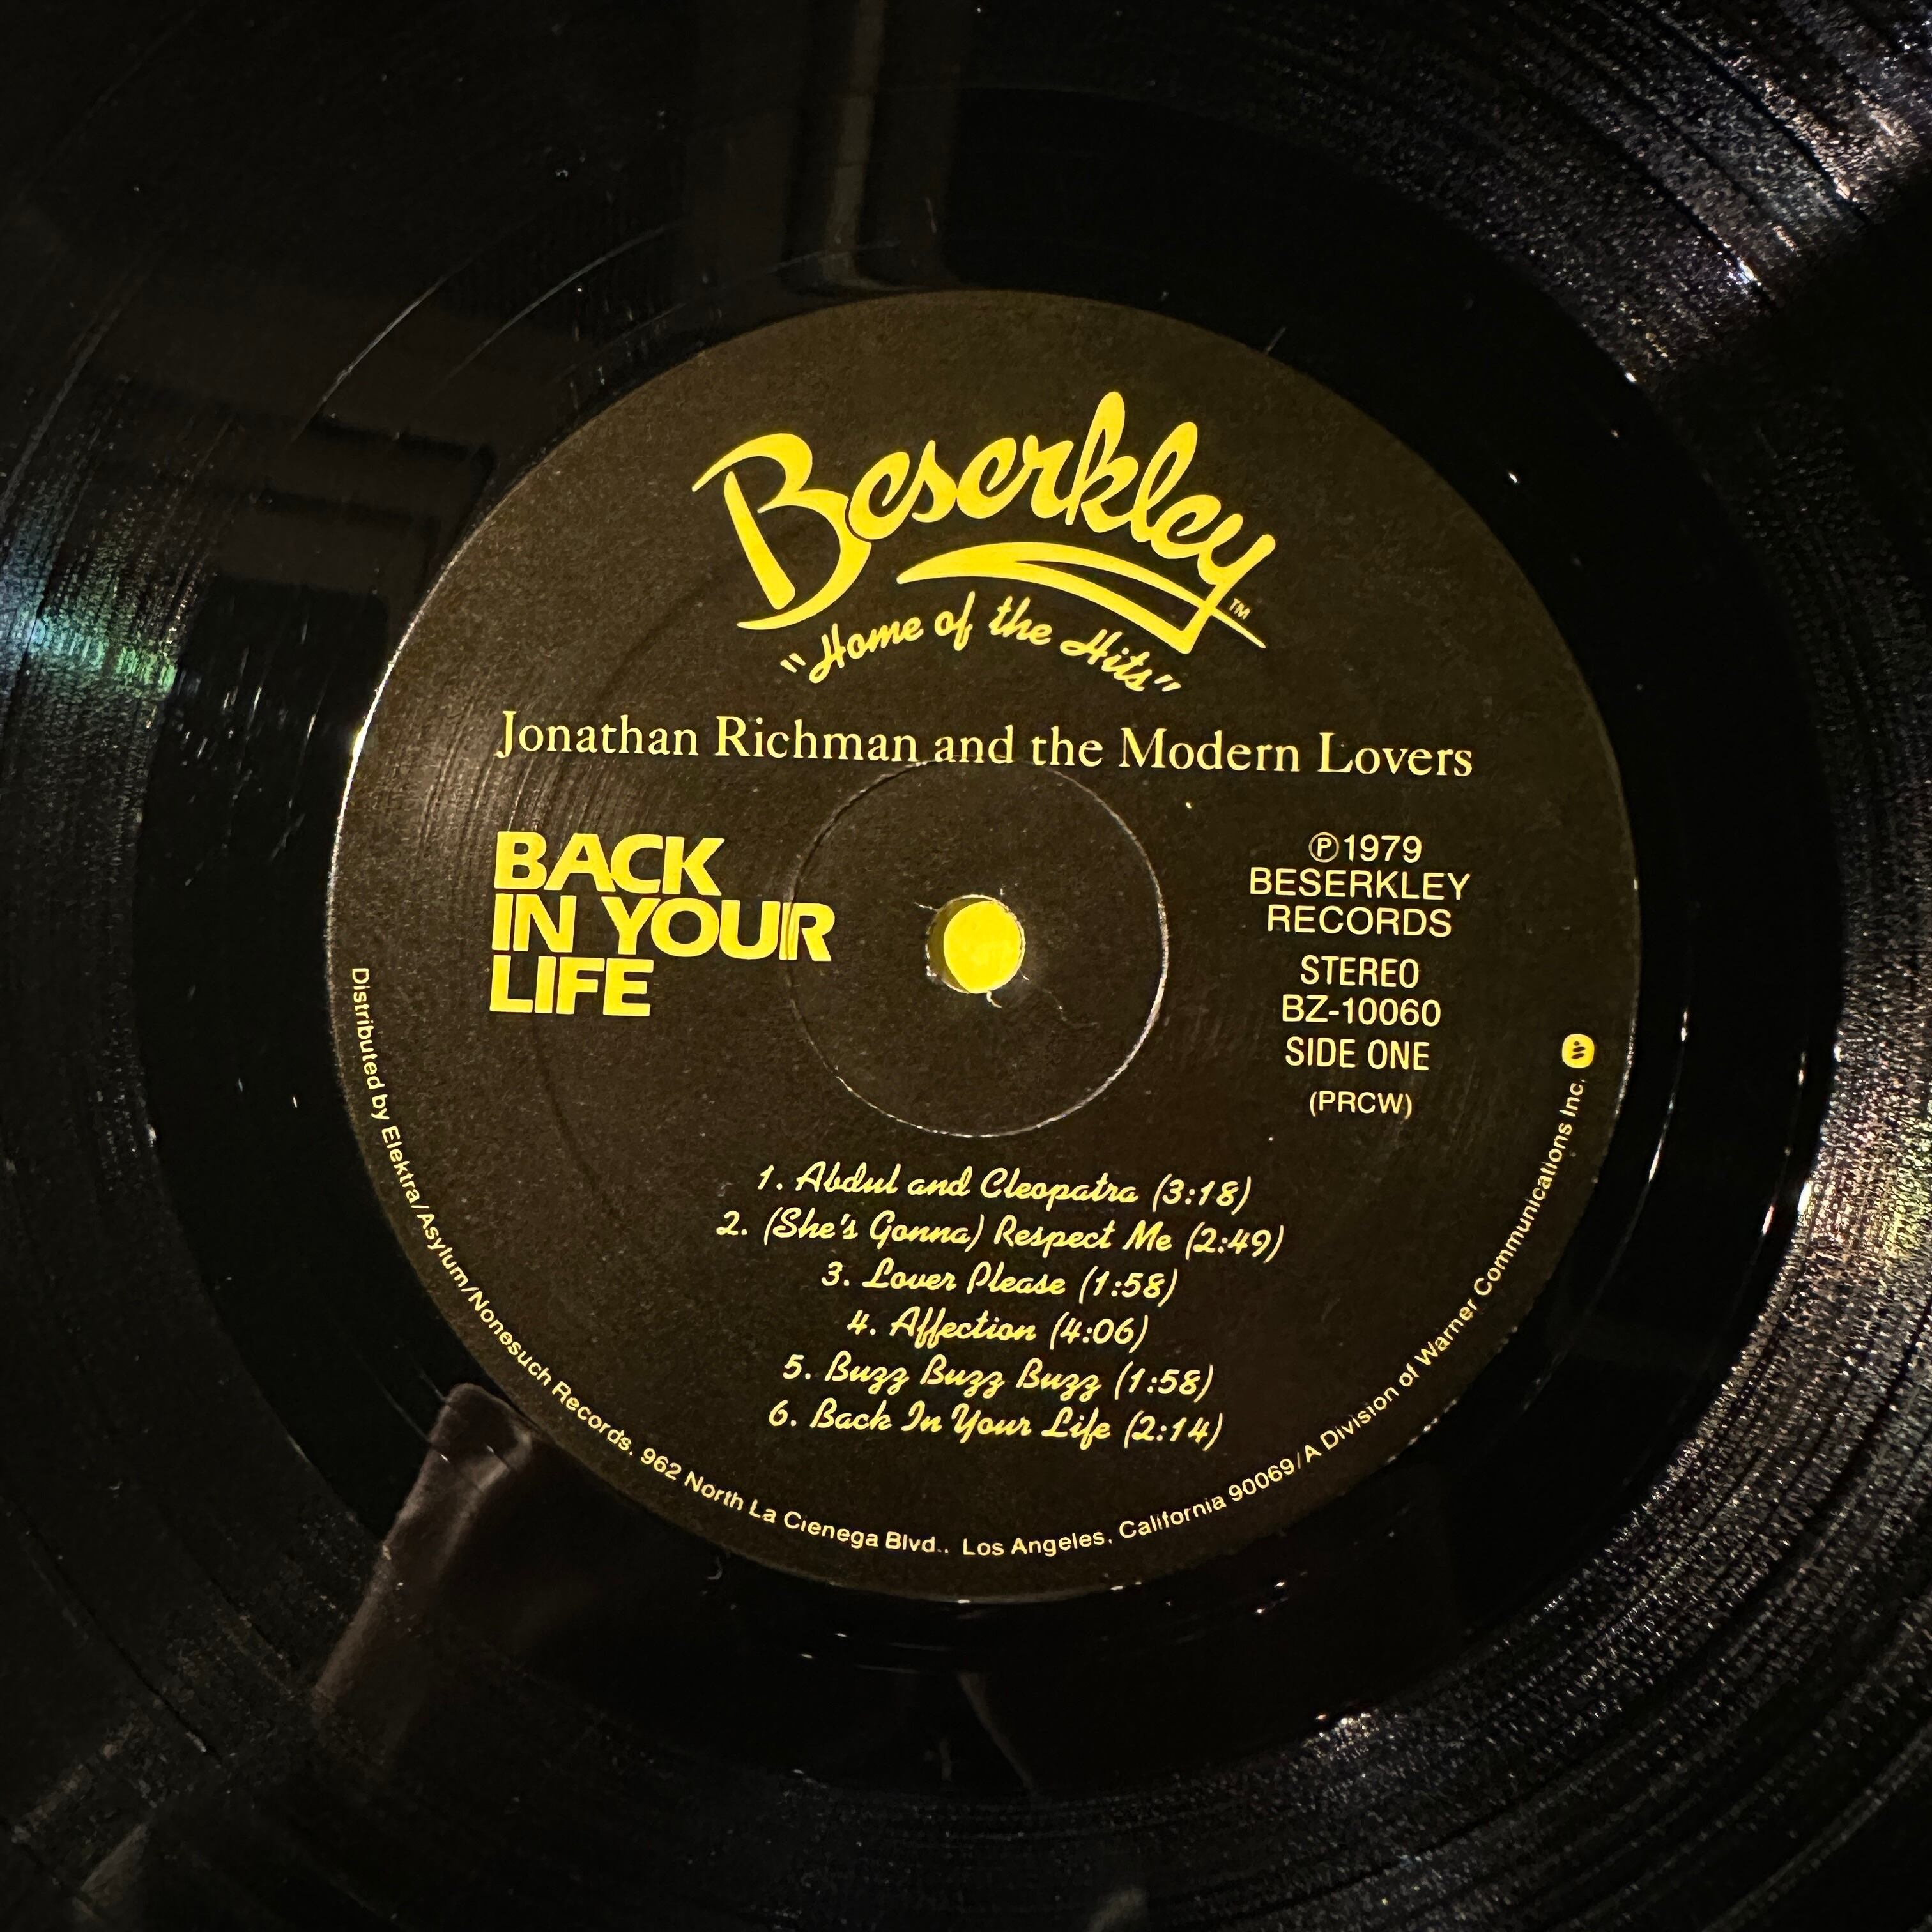 Beserkley™
"Home of the Hits"
Jonathan Richman and the Modern Lovers
BACK
IN YOUR
LIFE
℗1979
BESERKLEY
RECORDS
STEREO
BZ-10060
SIDE ONE
(PRCW)
1. Abdul and Cleopatra (3:18)
2. (She's Gonna) Respect Me (2:49)
3. Lover Please (1:58)
4. Affection (4:06)
5. Buzz Buzz Buzz (1:58)
6. Back In Your Life (2:14)
Distributed by Elektra/Asylum/Nonesuch Records. 962 North La Cienega Blvd.. Los Angeles, California 90069/A Division of Warner Communications Inc.